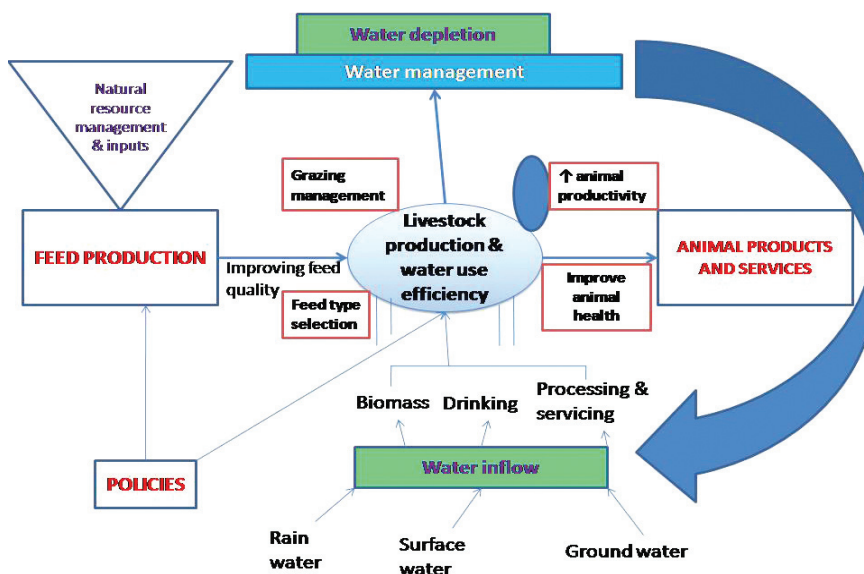 Water depletion
Water management
Natural
resource
management
& inputs
Grazing
management
↑ animal
productivity
FEED PRODUCTION
Improving feed
quality
Livestock
production &
water use
efficiency
ANIMAL PRODUCTS
AND SERVICES
Feed type
selection
Improve
animal
health
Biomass
Drinking
Processing &
servicing
POLICIES
Water inflow
Rain
water
Surface
water
Ground water